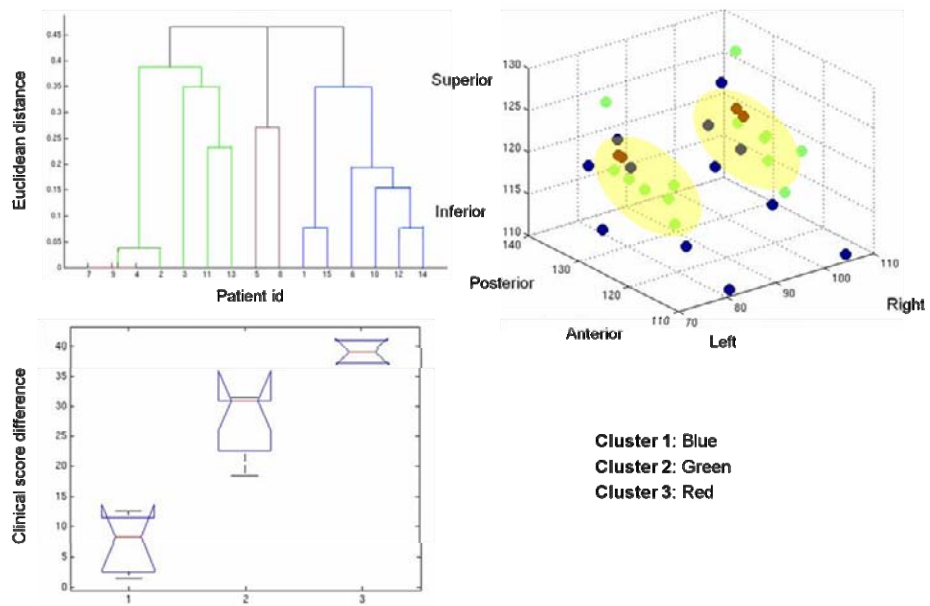 Euclidean distance
0.45
0.4
0.35
0.3
0.25
0.2
0.15
0.1
0.05
0
7 9 4 2 3 11 13 5 8 1 15 6 10 12 14
Patient id
Superior
Inferior
130
125
120
115
110
140
130
120
110
Posterior
Anterior
70
80
90
100
110
Left
Right
Clinical score difference
40
35
30
25
20
15
10
5
0
1 2 3
Cluster 1: Blue
Cluster 2: Green
Cluster 3: Red